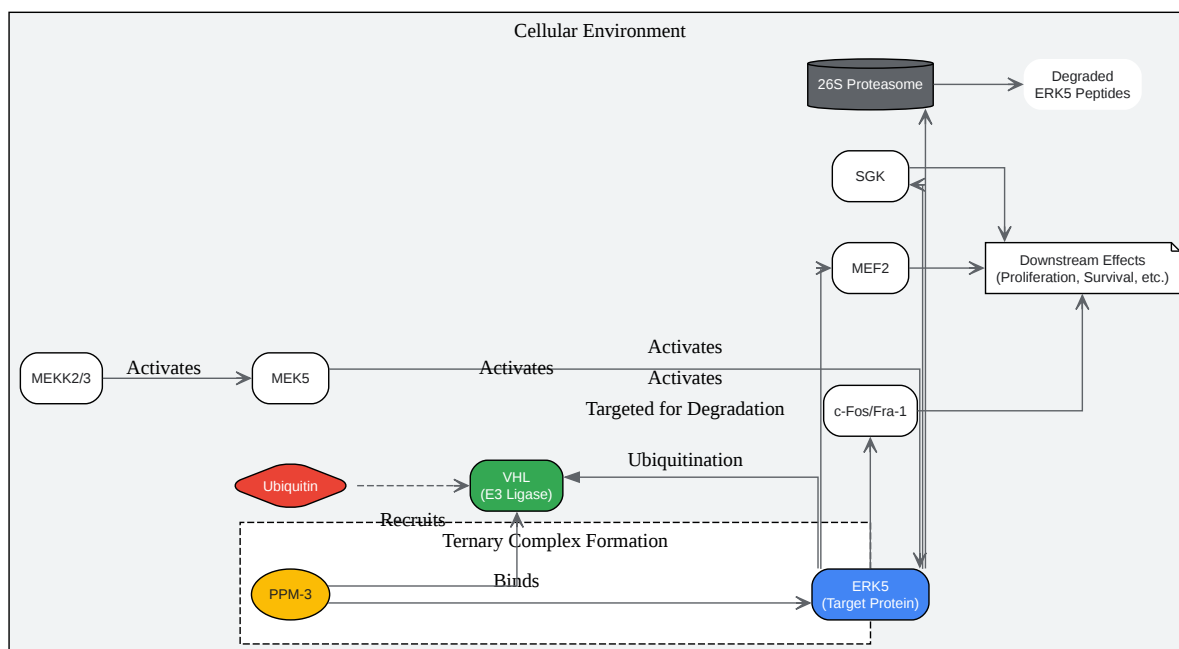 Cellular Environment
26S Proteasome
Degraded
ERK5 Peptides
SGK
MEF2
Downstream Effects
(Proliferation, Survival, etc.)
Activates
MEKK2/3
Activates
MEK5
Activates
Activates
Targeted for Degradation
c-Fos/Fra-1
Ubiquitination
Ubiquitin
VHL
(E3 Ligase)
Recruits
Ternary Complex Formation
Binds
PPM-3
ERK5
(Target Protein)